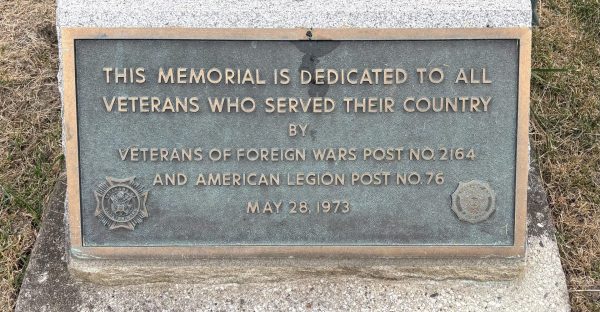 THIS MEMORIAL IS DEDICATED TO ALL
VETERANS WHO SERVED THEIR COUNTRY
BY
VETERANS OF FOREIGN WARS POST NO. 2164
AND AMERICAN LEGION POST NO. 76
MAY 28, 1973